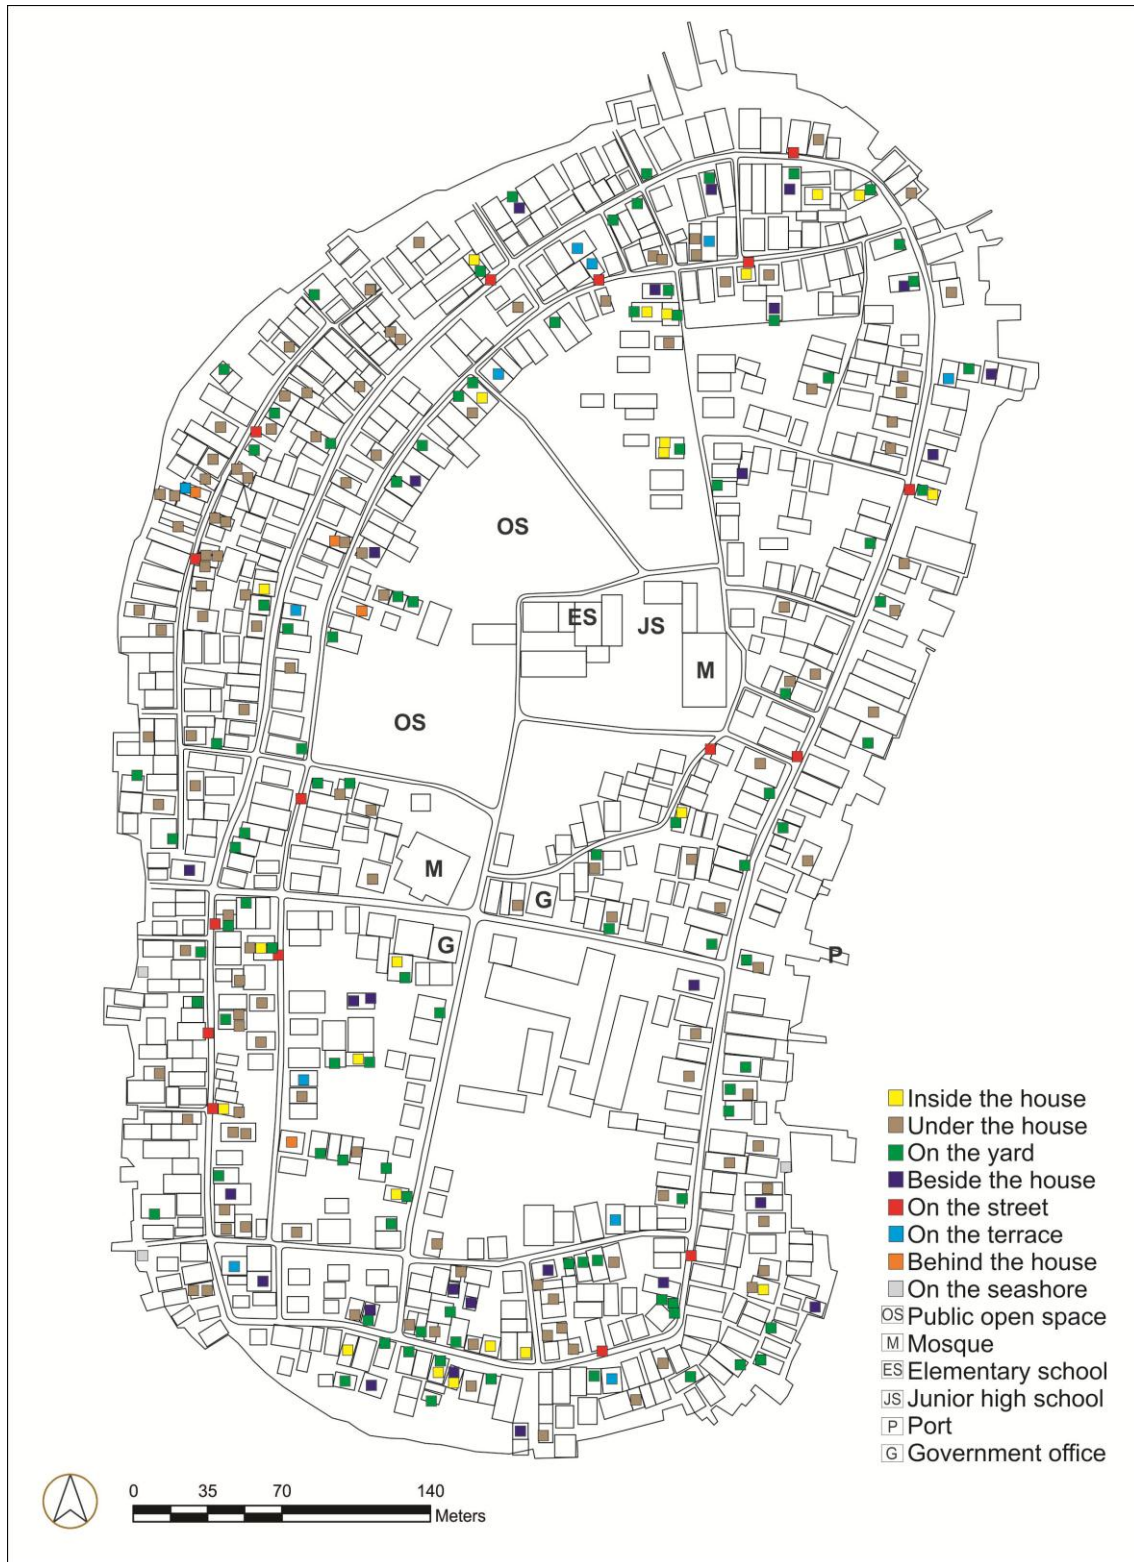 OS
ES
JS
M
OS
M
G
G
P
Inside the house
Under the house
On the yard
Beside the house
On the street
On the terrace
Behind the house
On the seashore
OS Public open space
M Mosque
ES Elementary school
JS Junior high school
P Port
G Government office
0 35 70 140
Meters